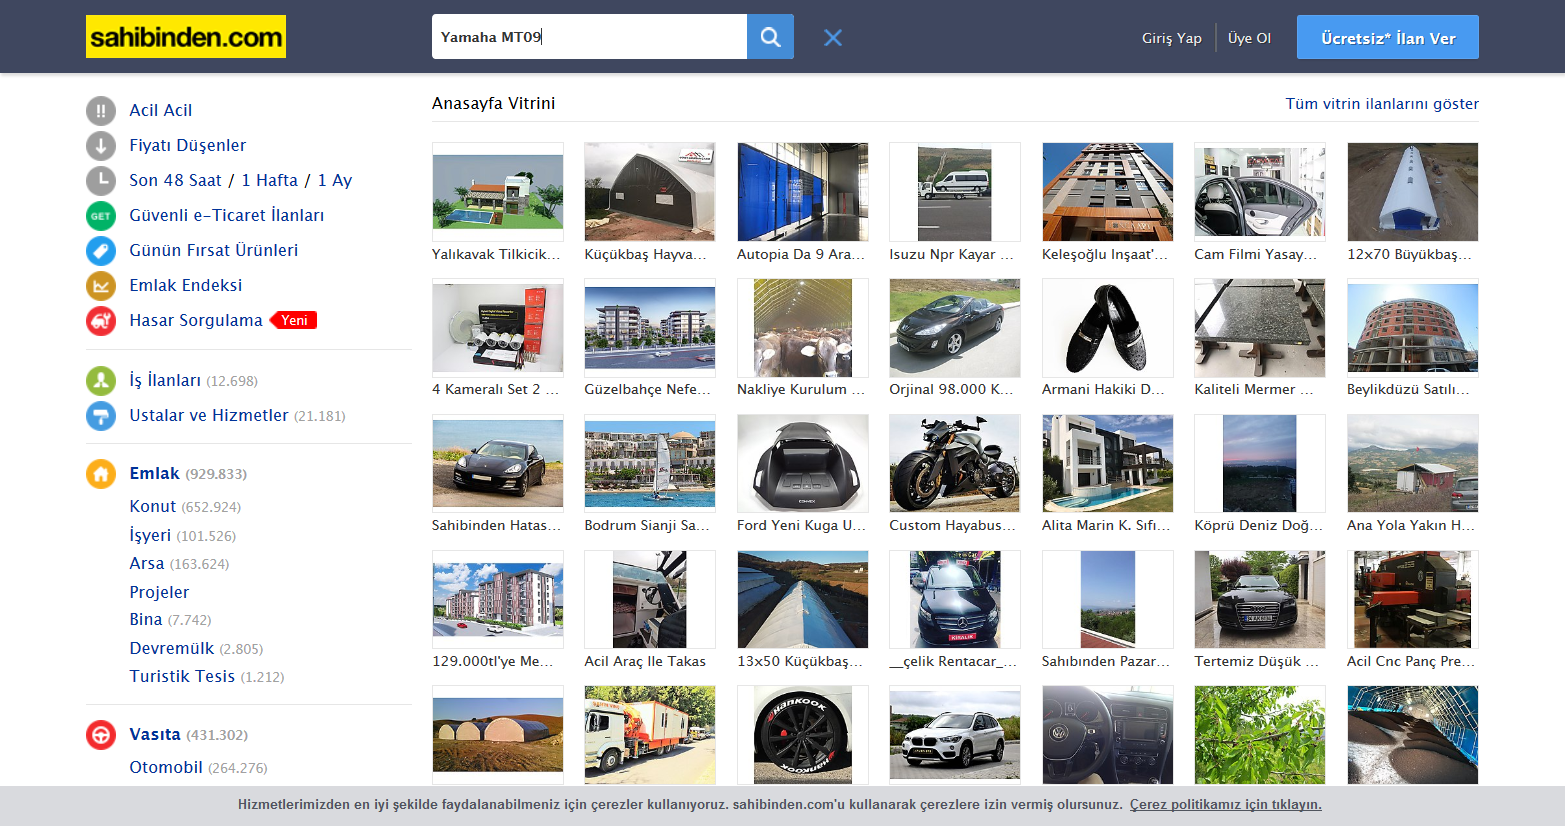 sahibinden.com
Yamaha MT09
Giriş Yap
Üye Ol
Ücretsiz* İlan Ver
Acil Acil
Fiyatı Düşenler
Son 48 Saat / 1 Hafta / 1 Ay
GET
Güvenli e-Ticaret İlanları
Günün Fırsat Ürünleri
Emlak Endeksi
Hasar Sorgulama
Yeni
İş İlanları (12.698)
Ustalar ve Hizmetler (21.181)
Emlak (929.833)
Konut (652.924)
İşyeri (101.526)
Arsa (163.624)
Projeler
Bina (7.742)
Devremülk (2.805)
Turistik Tesis (1.212)
Vasıta (431.302)
Otomobil (264.276)
Anasayfa Vitrini
Tüm vitrin ilanlarını göster
Yalıkavak Tilkicik...
Küçükbaş Hayva...
Autopia Da 9 Ara...
Isuzu Npr Kayar ...
Keleşoğlu Inşaat'...
Cam Filmi Yasay...
12x70 Büyükbaş...
4 Kameralı Set 2 ...
Güzelbahçe Nefe...
Nakliye Kurulum ...
Orjinal 98.000 K...
Armani Hakiki D...
Kaliteli Mermer ...
Beylikdüzü Satılı...
Sahibinden Hatas...
Bodrum Sianji Sa...
Ford Yeni Kuga U...
Custom Hayabus...
Alita Marin K. Sıfı...
Köprü Deniz Doğ...
Ana Yola Yakın H...
KIRALIK
129.000tl'ye Me...
Acil Araç Ile Takas
13x50 Küçükbaş...
__çelik Rentacar_...
Sahıbınden Pazar...
Tertemiz Düşük ...
Acil Cnc Panç Pre...
HANKOOK
HANKOOK
Hizmetlerimizden en iyi şekilde faydalanabilmeniz için çerezler kullanıyoruz. sahibinden.com'u kullanarak çerezlere izin vermiş olursunuz. Çerez politikamız için tıklayın.